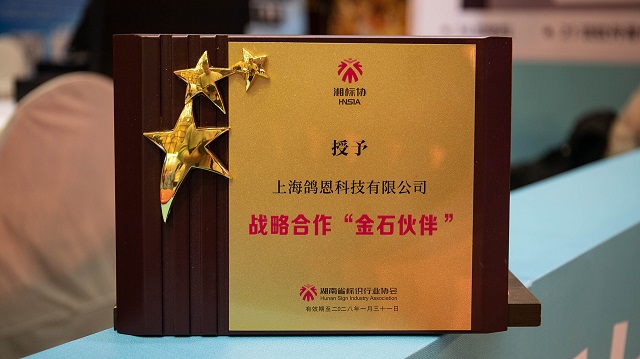 湘标协
HNSIA
授予
上海鸽恩科技有限公司
战略合作“金石伙伴”
湖南省标识行业协会
Hunan Sign Industry Association
有效期至二〇二八年一月三十一日